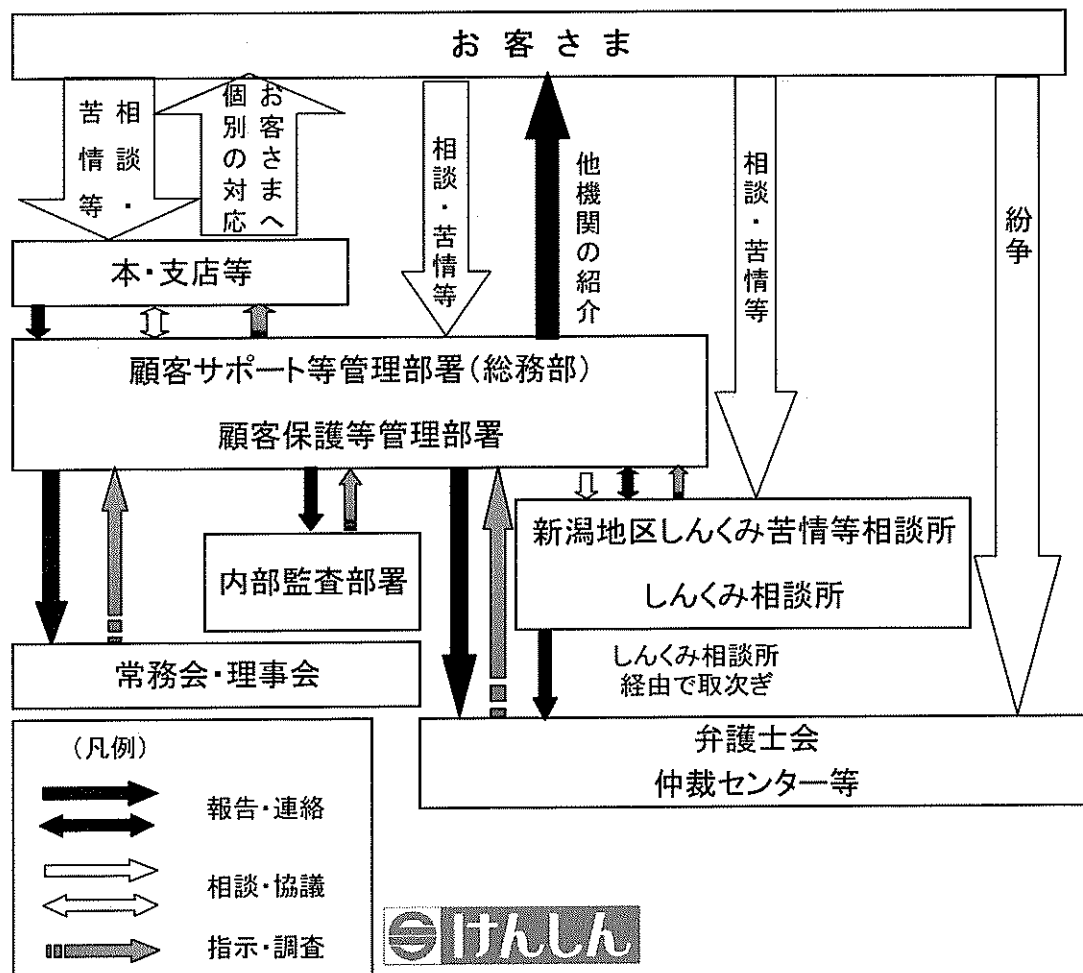 お客さま
相談・
苦情等
お客さまへ
個別の対応
相談・苦情等
他機関の紹介
相談・苦情等
紛争
本・支店等
顧客サポート等管理部署(総務部)
顧客保護等管理部署
新潟地区しんくみ苦情等相談所
しんくみ相談所
内部監査部署
しんくみ相談所
経由で取次ぎ
常務会・理事会
弁護士会
仲裁センター等
(凡例)
報告・連絡
相談・協議
指示・調査
けんしん